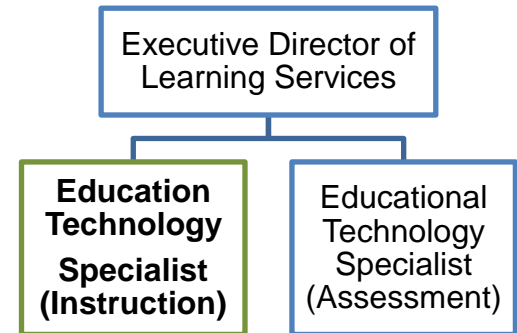 Executive Director of
Learning Services
Education
Technology
Specialist
(Instruction)
Educational
Technology
Specialist
(Assessment)